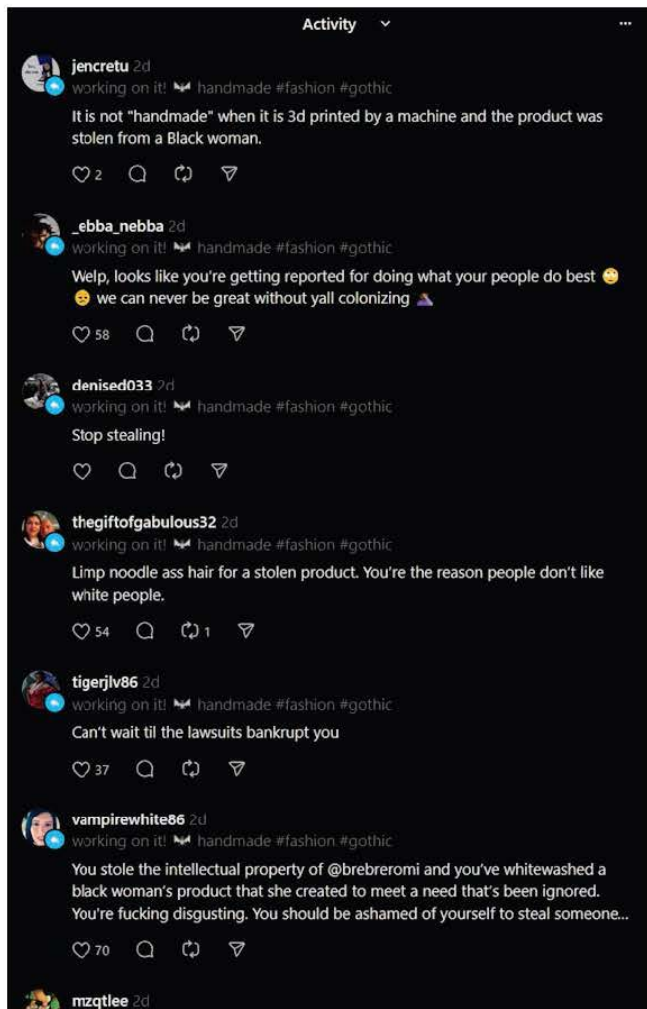 Activity
jencretu 2d
working on it! handmade #fashion #gothic
It is not "handmade" when it is 3d printed by a machine and the product was
stolen from a Black woman.
2
_ebba_nebba 2d
working on it! handmade #fashion #gothic
Welp, looks like you're getting reported for doing what your people do best 🙄
😠 we can never be great without yall colonizing 🤦🏾‍♀️
58
denised033 2d
working on it! handmade #fashion #gothic
Stop stealing!
thegiftofgabulous32 2d
working on it! handmade #fashion #gothic
Limp noodle ass hair for a stolen product. You're the reason people don't like
white people.
54 1
tigerjlv86 2d
working on it! handmade #fashion #gothic
Can't wait til the lawsuits bankrupt you
37
vampirewhite86 2d
working on it! handmade #fashion #gothic
You stole the intellectual property of @brebreromi and you've whitewashed a
black woman's product that she created to meet a need that's been ignored.
You're fucking disgusting. You should be ashamed of yourself to steal someone...
70
mzqtlee 2d